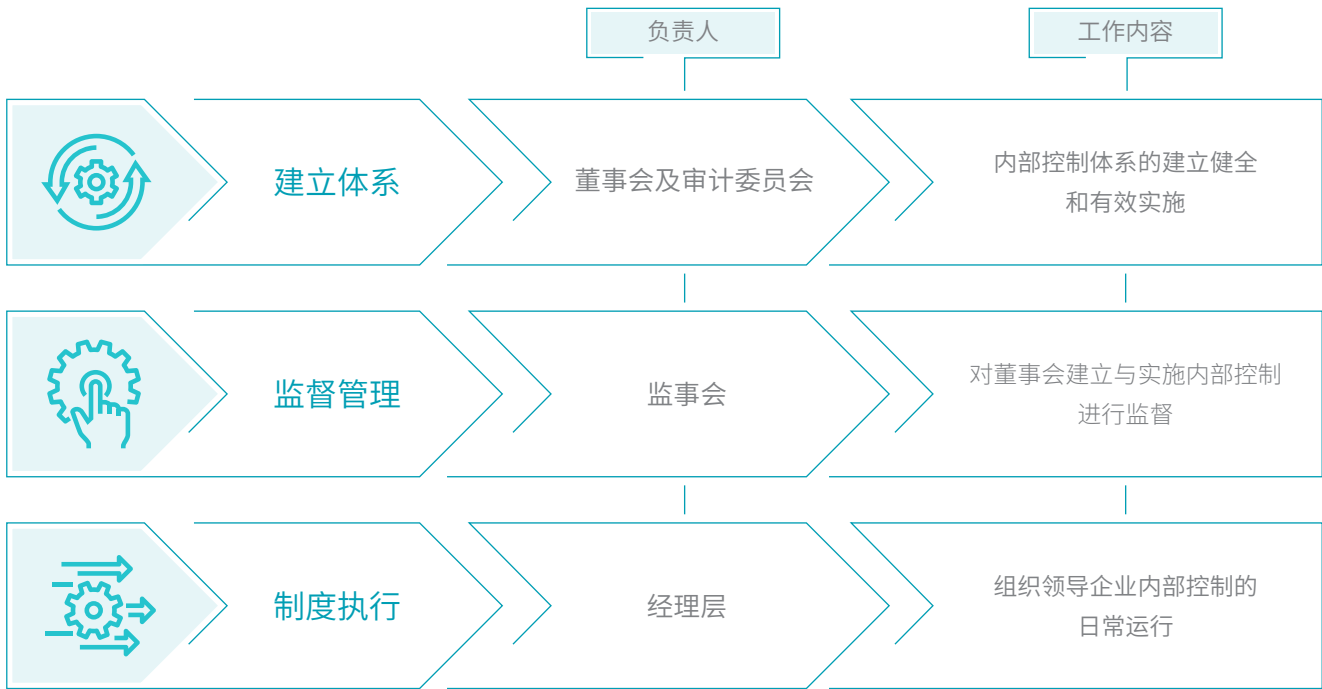 负责人
工作内容
建立体系
董事会及审计委员会
内部控制体系的建立健全
和有效实施
监督管理
监事会
对董事会建立与实施内部控制
进行监督
制度执行
经理层
组织领导企业内部控制的
日常运行